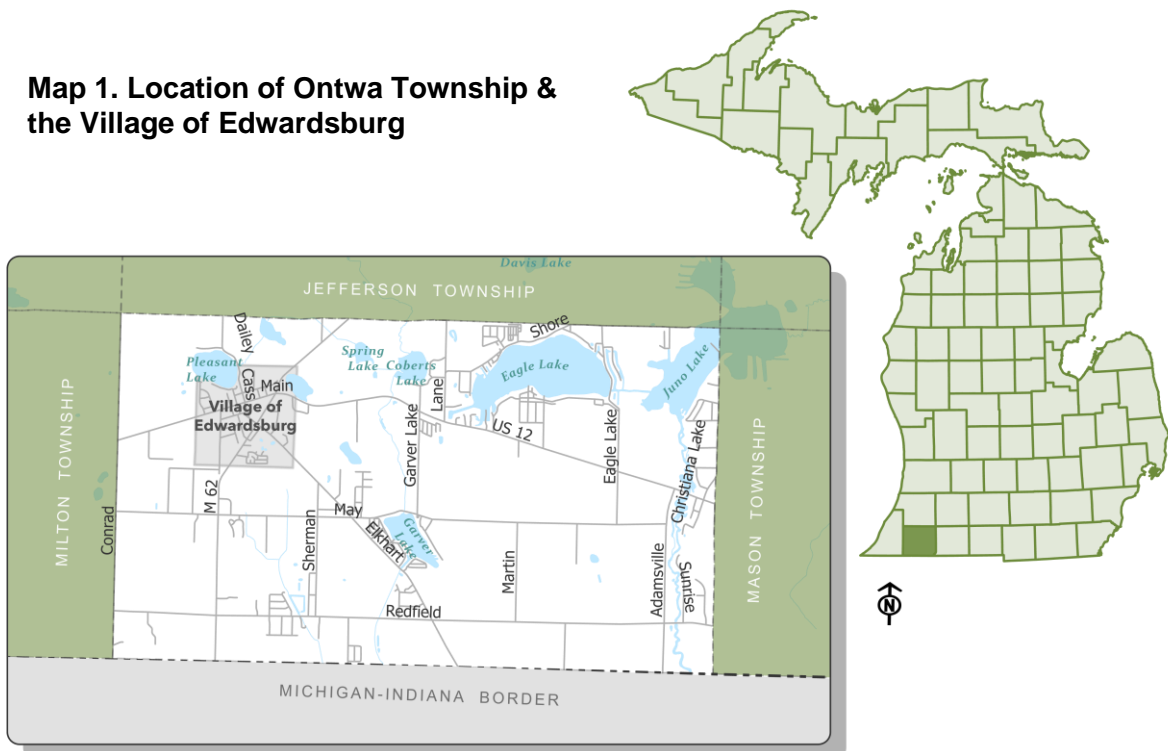 Map 1. Location of Ontwa Township &
the Village of Edwardsburg
Davis Lake
JEFFERSON TOWNSHIP
Dailey
Shore
Pleasant
Lake
Spring
Lake
Coberts
Lake
Eagle Lake
Juno Lake
Cass
Main
Lane
Village of
Edwardsburg
US 12
Garver Lake
Eagle Lake
Christiana Lake
MILTON TOWNSHIP
MASON TOWNSHIP
M 62
May
Conrad
Sherman
Elkhart
Garver
Lake
Martin
Adamsville
Sunrise
Redfield
MICHIGAN-INDIANA BORDER
N